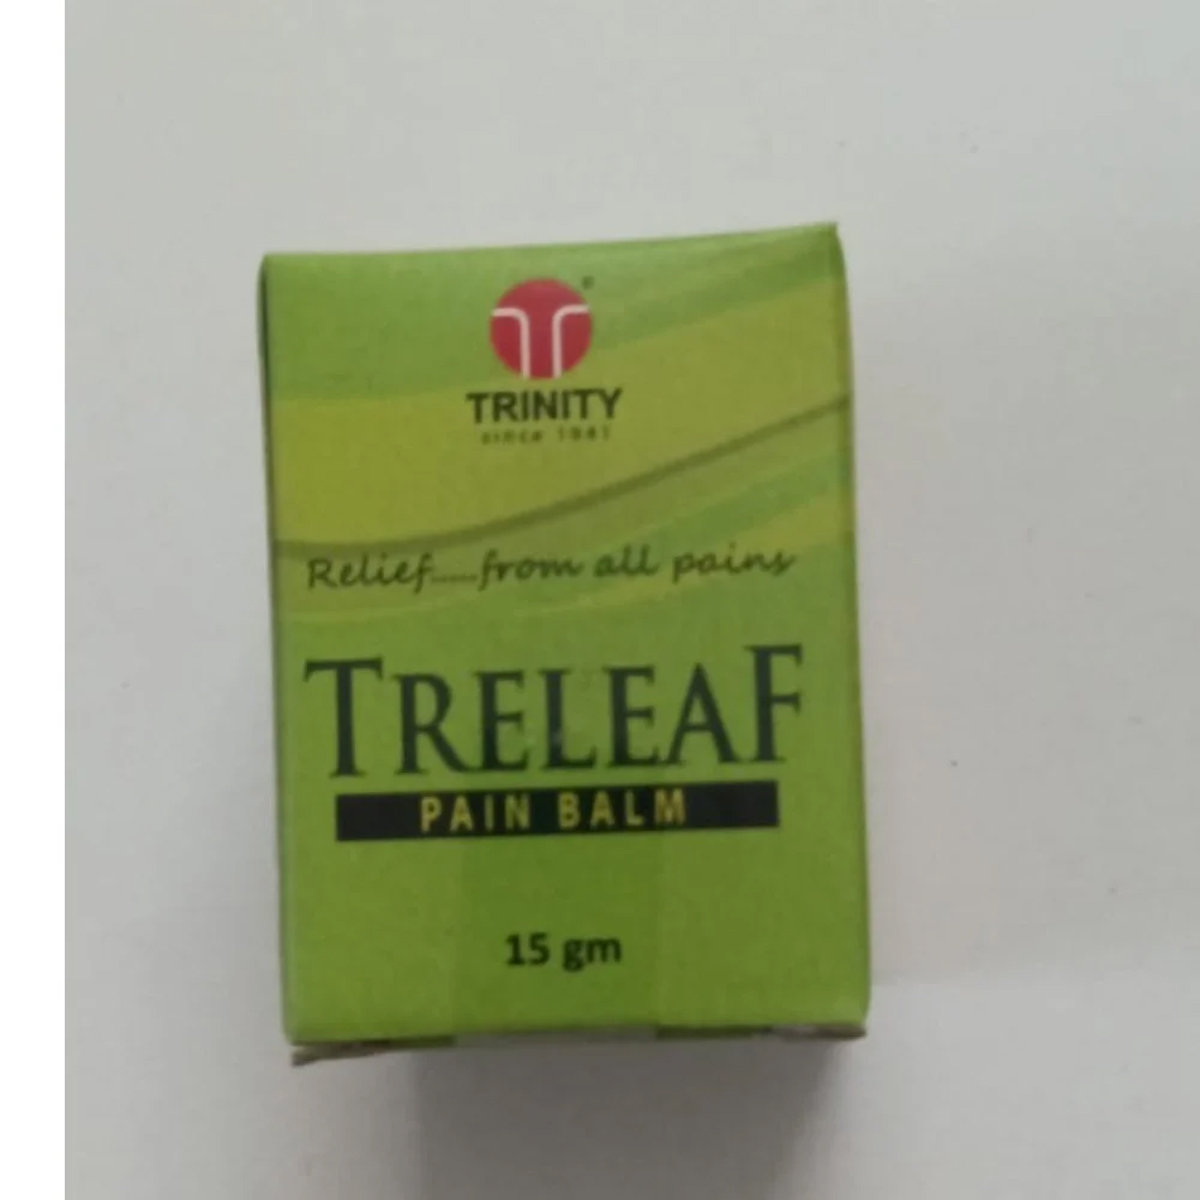 TRINITY
since 1941
Relief.....from all pains
TRELEAF
PAIN BALM
15 gm